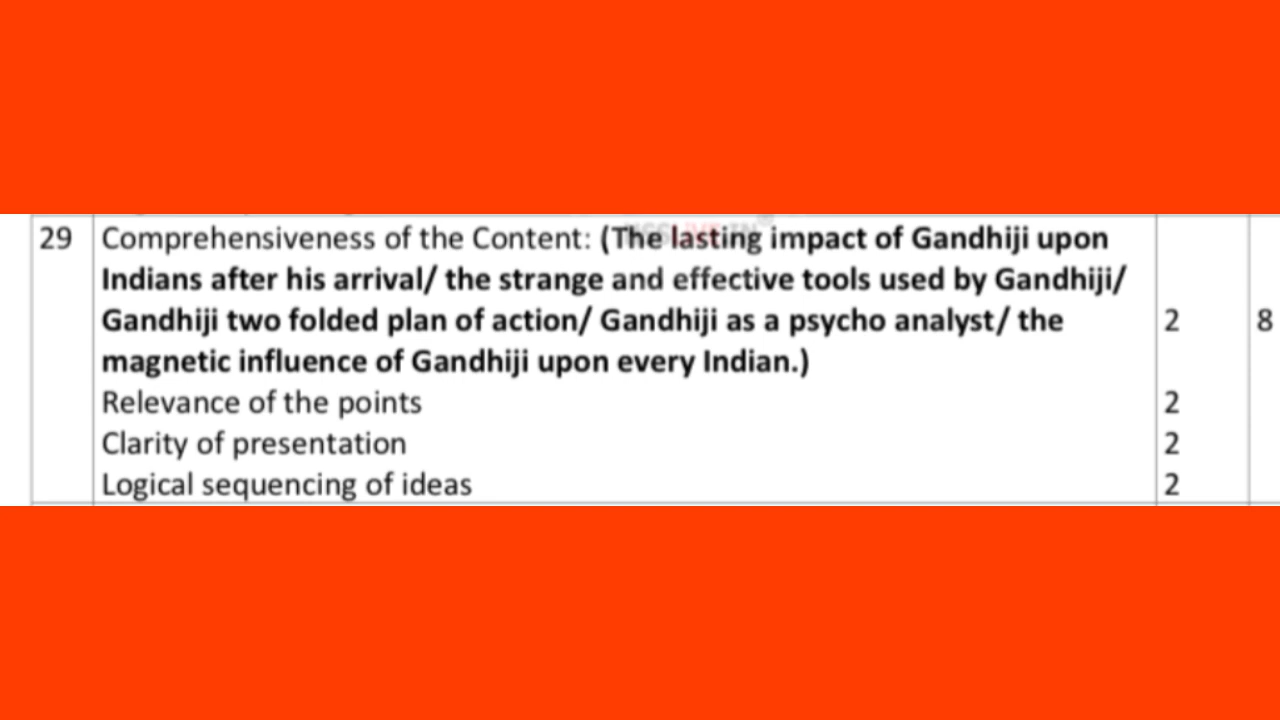 29 Comprehensiveness of the Content: (The lasting impact of Gandhiji upon
Indians after his arrival/ the strange and effective tools used by Gandhiji/
Gandhiji two folded plan of action/ Gandhiji as a psycho analyst/ the 2 8
magnetic influence of Gandhiji upon every Indian.)
Relevance of the points 2
Clarity of presentation 2
Logical sequencing of ideas 2